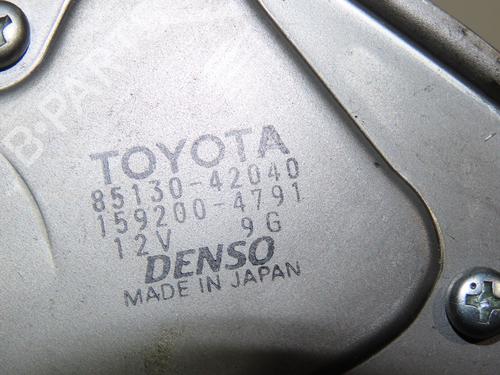 B-PARTS
TOYOTA
85130-42040
159200-4791
12V 9G
DENSO
MADE IN JAPAN